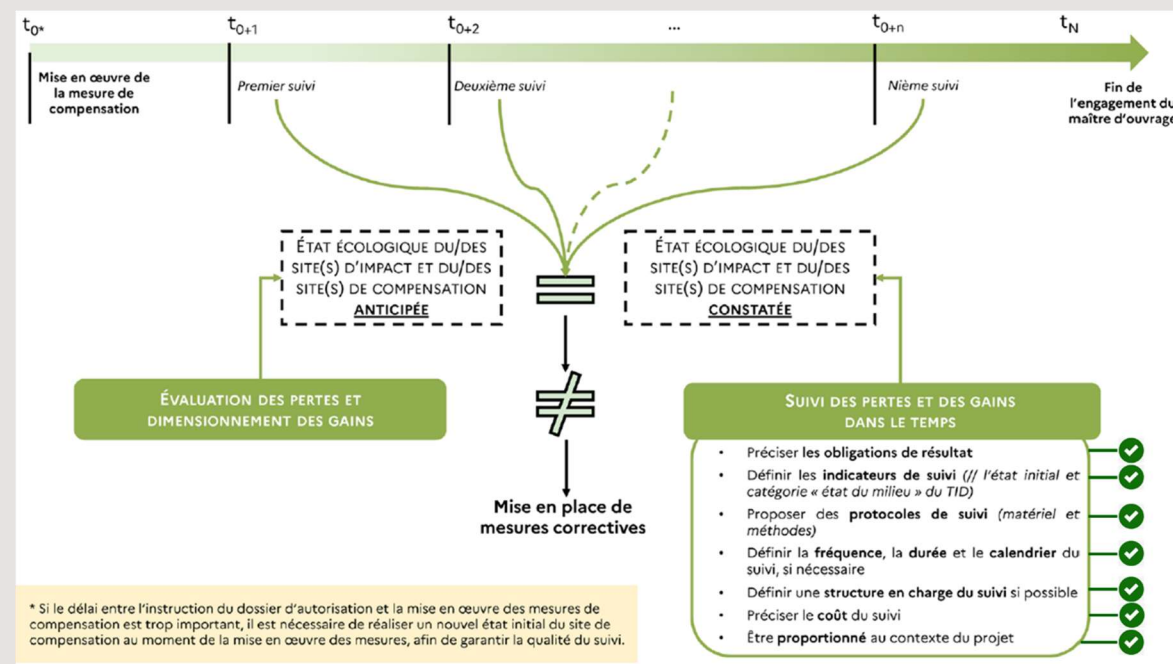 t0* t0+1 t0+2 ... t0+n tN
Mise en œuvre de
la mesure de
compensation
Premier suivi
Deuxième suivi
Nième suivi
Fin de
l'engagement du
maître d'ouvrage
ÉTAT ÉCOLOGIQUE DU/DES
SITE(S) D'IMPACT ET DU/DES
SITE(S) DE COMPENSATION
ANTICIPÉE
=
ÉTAT ÉCOLOGIQUE DU/DES
SITE(S) D'IMPACT ET DU/DES
SITE(S) DE COMPENSATION
CONSTATÉE
ÉVALUATION DES PERTES ET
DIMENSIONNEMENT DES GAINS
≠
Mise en place de
mesures correctives
SUIVI DES PERTES ET DES GAINS
DANS LE TEMPS
• Préciser les obligations de résultat
• Définir les indicateurs de suivi (// l'état initial et
catégorie « état du milieu » du TID)
• Proposer des protocoles de suivi (matériel et
méthodes)
• Définir la fréquence, la durée et le calendrier du
suivi, si nécessaire
• Définir une structure en charge du suivi si possible
• Préciser le coût du suivi
• Être proportionné au contexte du projet
* Si le délai entre l'instruction du dossier d'autorisation et la mise en œuvre des mesures de
compensation est trop important, il est nécessaire de réaliser un nouvel état initial du site de
compensation au moment de la mise en œuvre des mesures, afin de garantir la qualité du suivi.